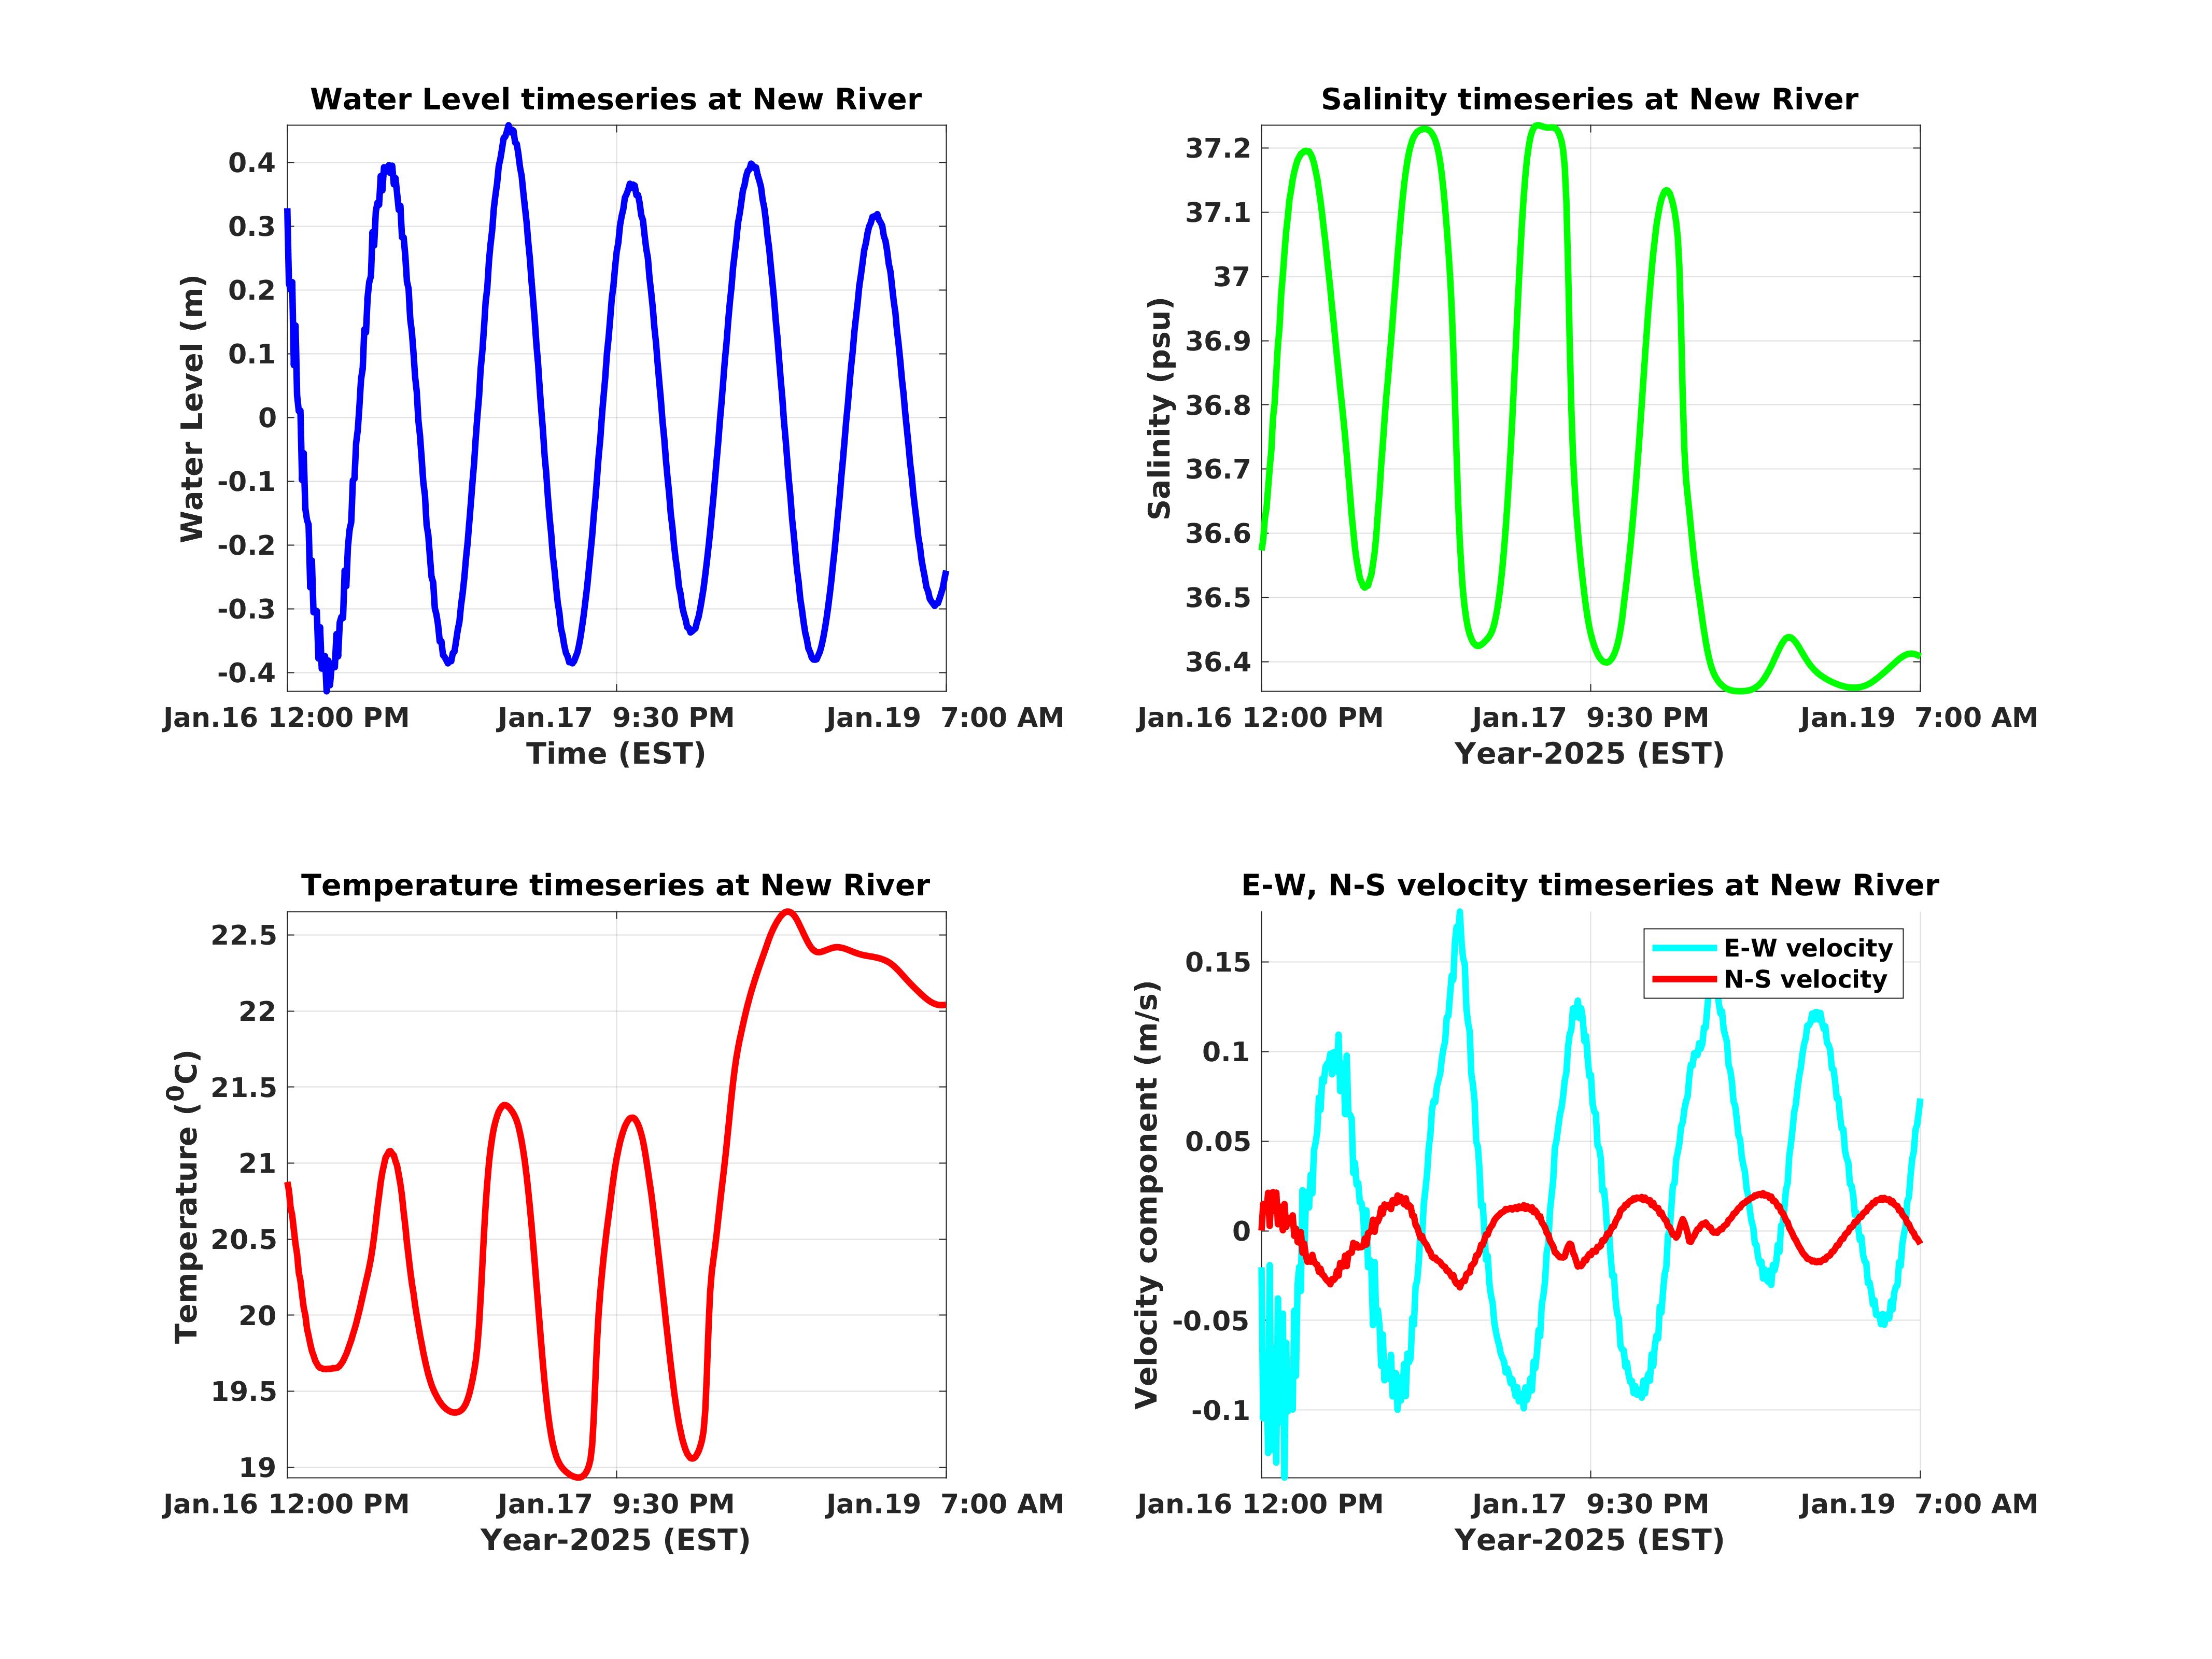 Water Level timeseries at New River
0.4
0.3
0.2
0.1
0
-0.1
-0.2
-0.3
-0.4
Water Level (m)
Jan.16 12:00 PM
Jan.17 9:30 PM
Jan.19 7:00 AM
Time (EST)
Salinity timeseries at New River
37.2
37.1
37
36.9
36.8
36.7
36.6
36.5
36.4
Salinity (psu)
Jan.16 12:00 PM
Jan.17 9:30 PM
Jan.19 7:00 AM
Year-2025 (EST)
Temperature timeseries at New River
22.5
22
21.5
21
20.5
20
19.5
19
Temperature (⁰C)
Jan.16 12:00 PM
Jan.17 9:30 PM
Jan.19 7:00 AM
Year-2025 (EST)
E-W, N-S velocity timeseries at New River
E-W velocity
N-S velocity
0.15
0.1
0.05
0
-0.05
-0.1
Velocity component (m/s)
Jan.16 12:00 PM
Jan.17 9:30 PM
Jan.19 7:00 AM
Year-2025 (EST)